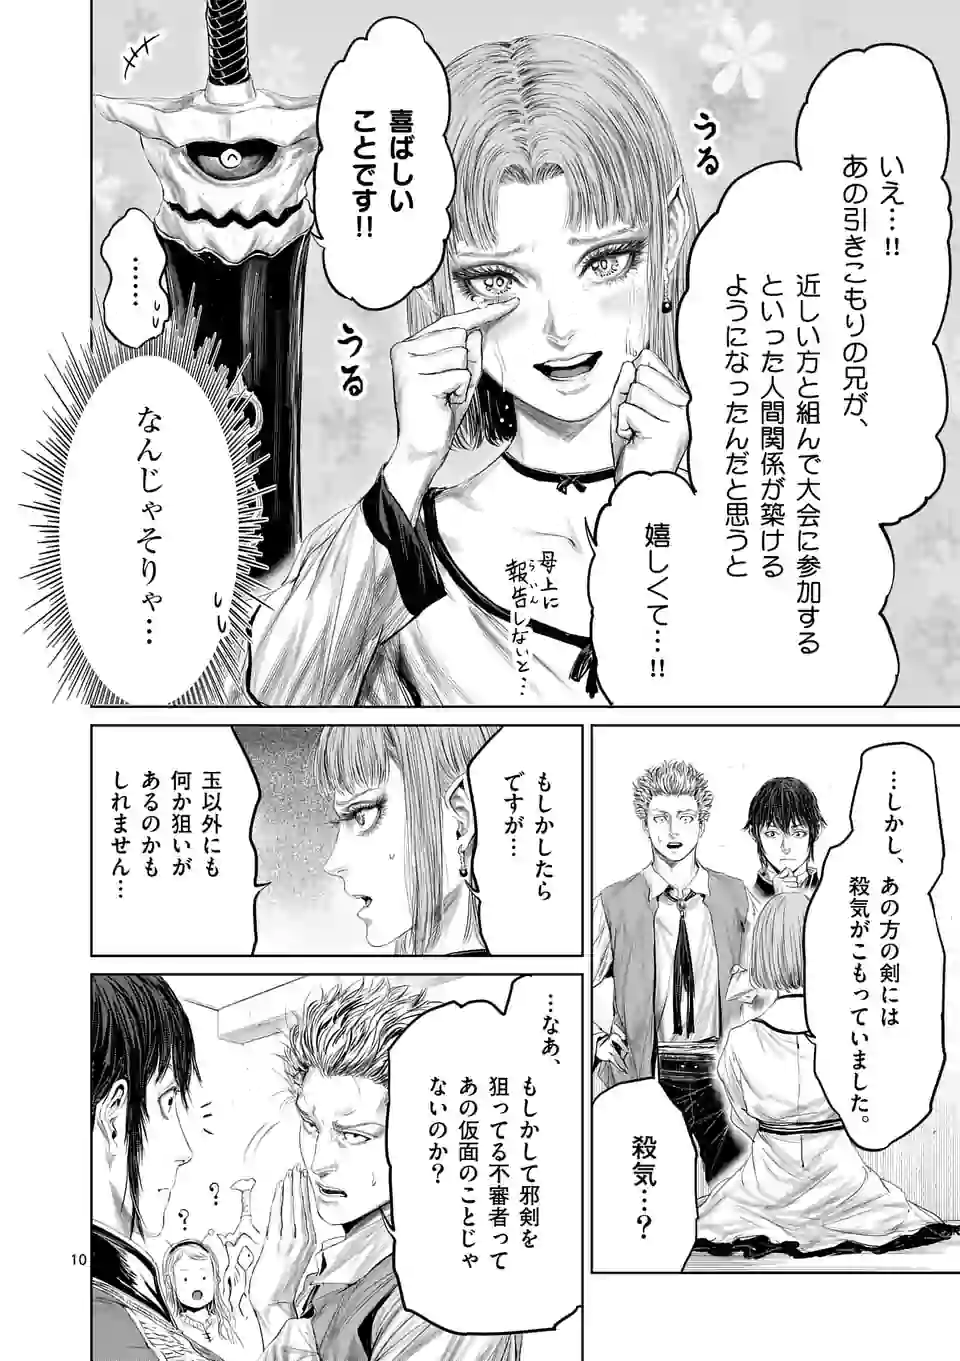 いえ…!!
あの引きこもりの兄が、
近しい方と組んで大会に参加する
といった人間関係が築ける
ようになったんだと思うと
嬉しくて…!!
うる
うる
母上に
報告しないと…
らいん
喜ばしい
ことです!!
……
なんじゃそりゃ…
…しかし、あの方の剣には
殺気がこもっていました。
殺気…?
もしかしたら
ですが…
玉以外にも
何か狙いが
あるのかも
しれません…
…なあ、
もしかして邪剣を
狙ってる不審者って
あの仮面のことじゃ
ないのか?
?
?
10